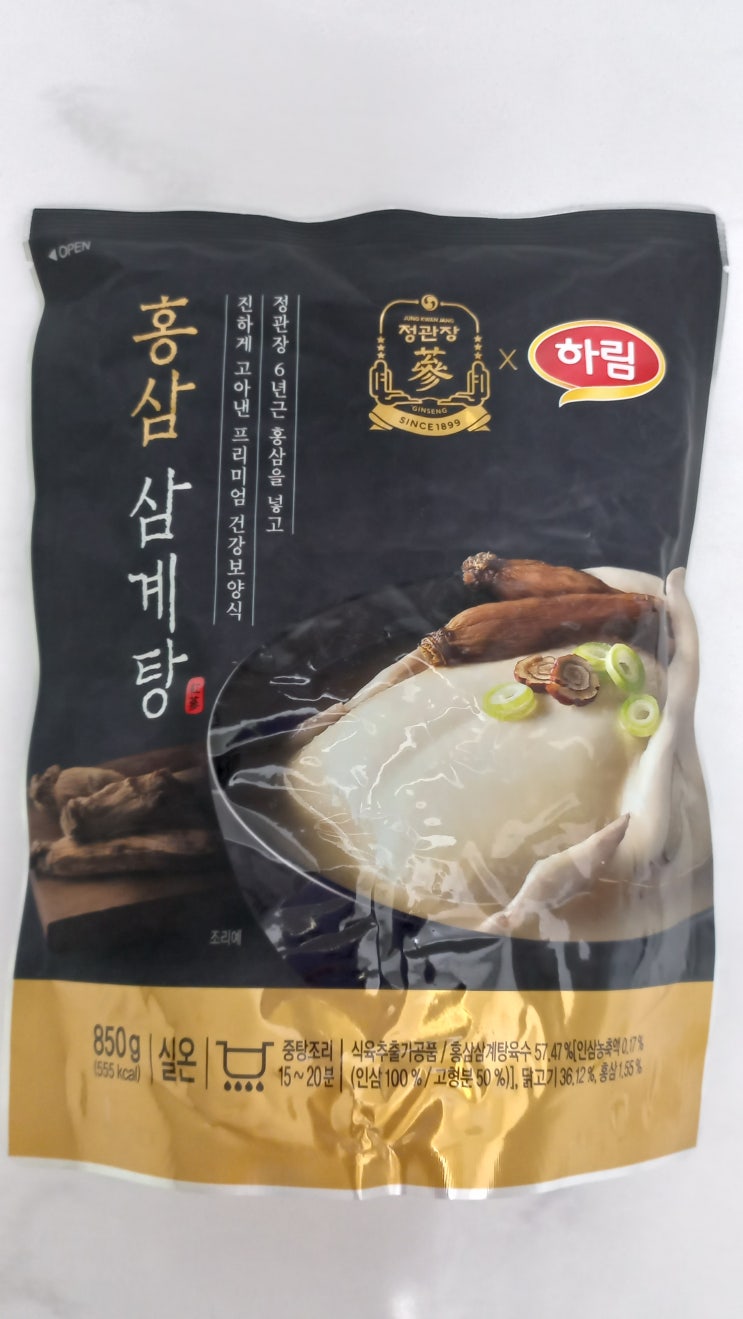 ◀OPEN
홍삼 삼계탕
정관장 6년근 홍삼을 넣고
진하게 고아낸 프리미엄 건강보양식
JUNG KWAN JANG
정관장
蔘
GINSENG
SINCE 1899
X
하림
조리예
850g
(555 kcal)
실온
중탕조리
15~20분
식육추출가공품 / 홍삼삼계탕육수 57.47%[인삼농축액 0.17%
(인삼 100% / 고형분 50%)], 닭고기 36.12%, 홍삼 1.55%